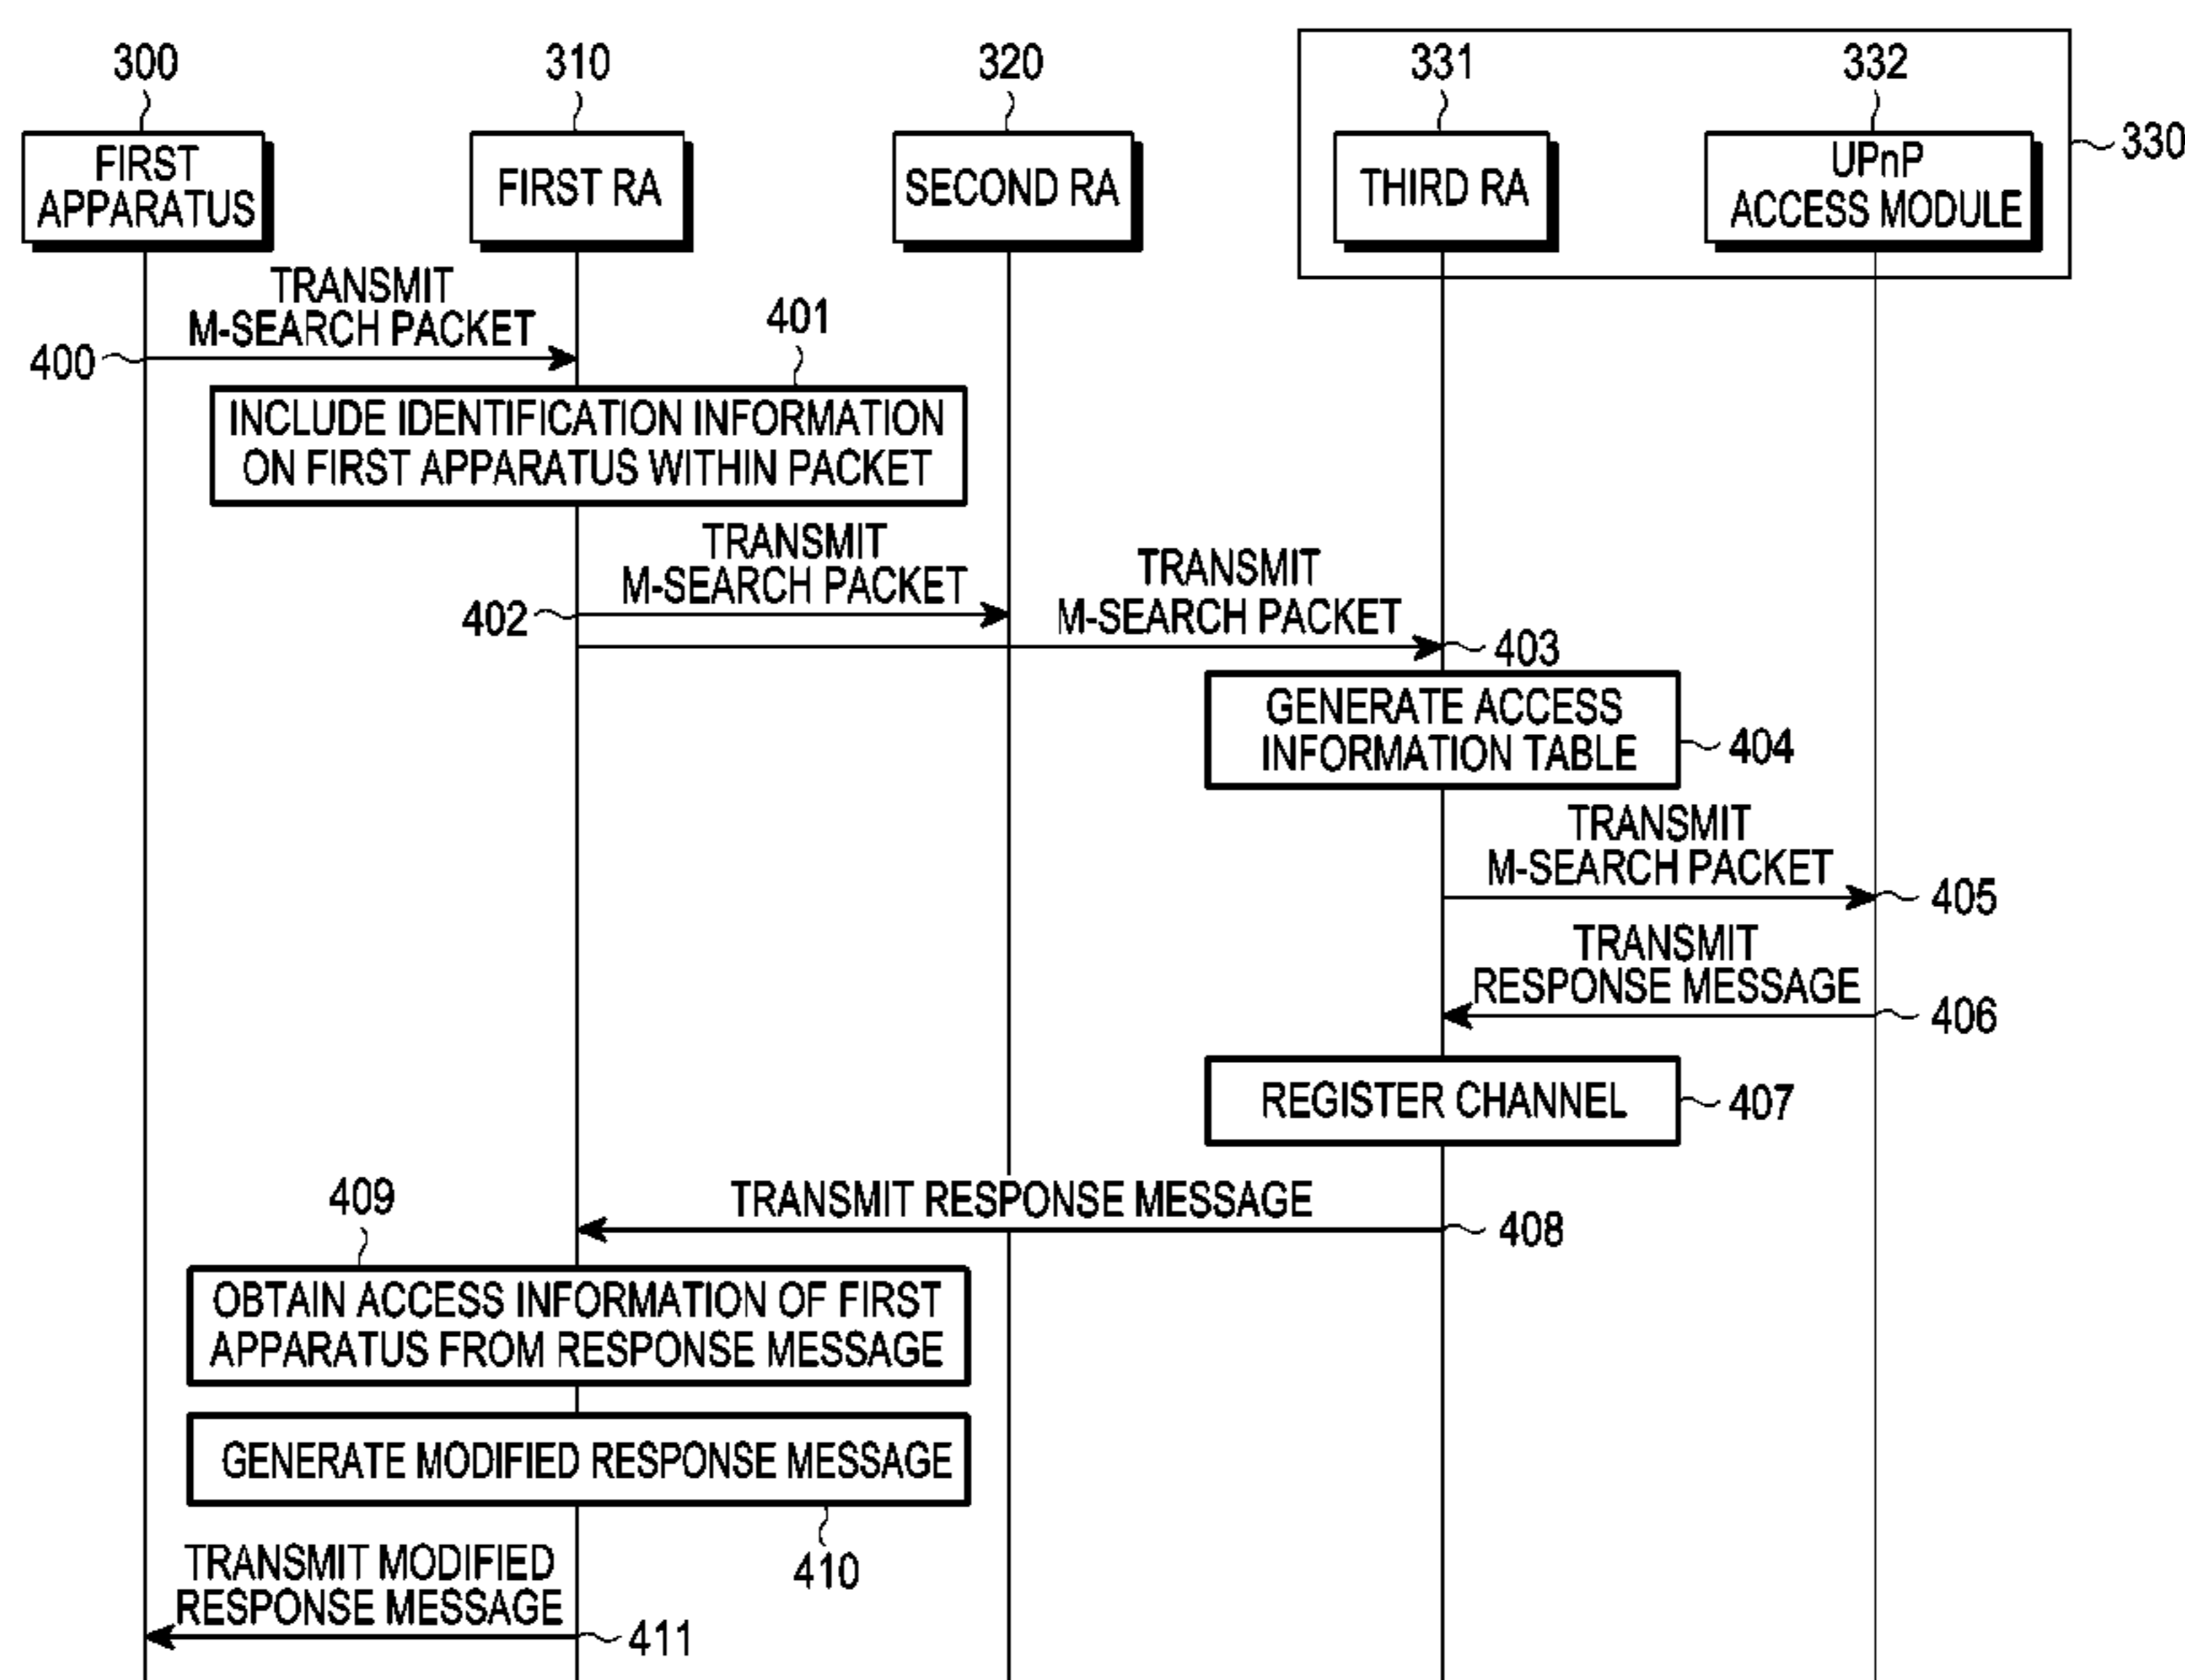 300
310
320
331
332
330
FIRST
APPARATUS
FIRST RA
SECOND RA
THIRD RA
UPnP
ACCESS MODULE
TRANSMIT
M-SEARCH PACKET
400
401
INCLUDE IDENTIFICATION INFORMATION
ON FIRST APPARATUS WITHIN PACKET
TRANSMIT
M-SEARCH PACKET
402
TRANSMIT
M-SEARCH PACKET
403
GENERATE ACCESS
INFORMATION TABLE
404
TRANSMIT
M-SEARCH PACKET
405
TRANSMIT
RESPONSE MESSAGE
406
REGISTER CHANNEL
407
TRANSMIT RESPONSE MESSAGE
408
409
OBTAIN ACCESS INFORMATION OF FIRST
APPARATUS FROM RESPONSE MESSAGE
GENERATE MODIFIED RESPONSE MESSAGE
410
TRANSMIT MODIFIED
RESPONSE MESSAGE
411